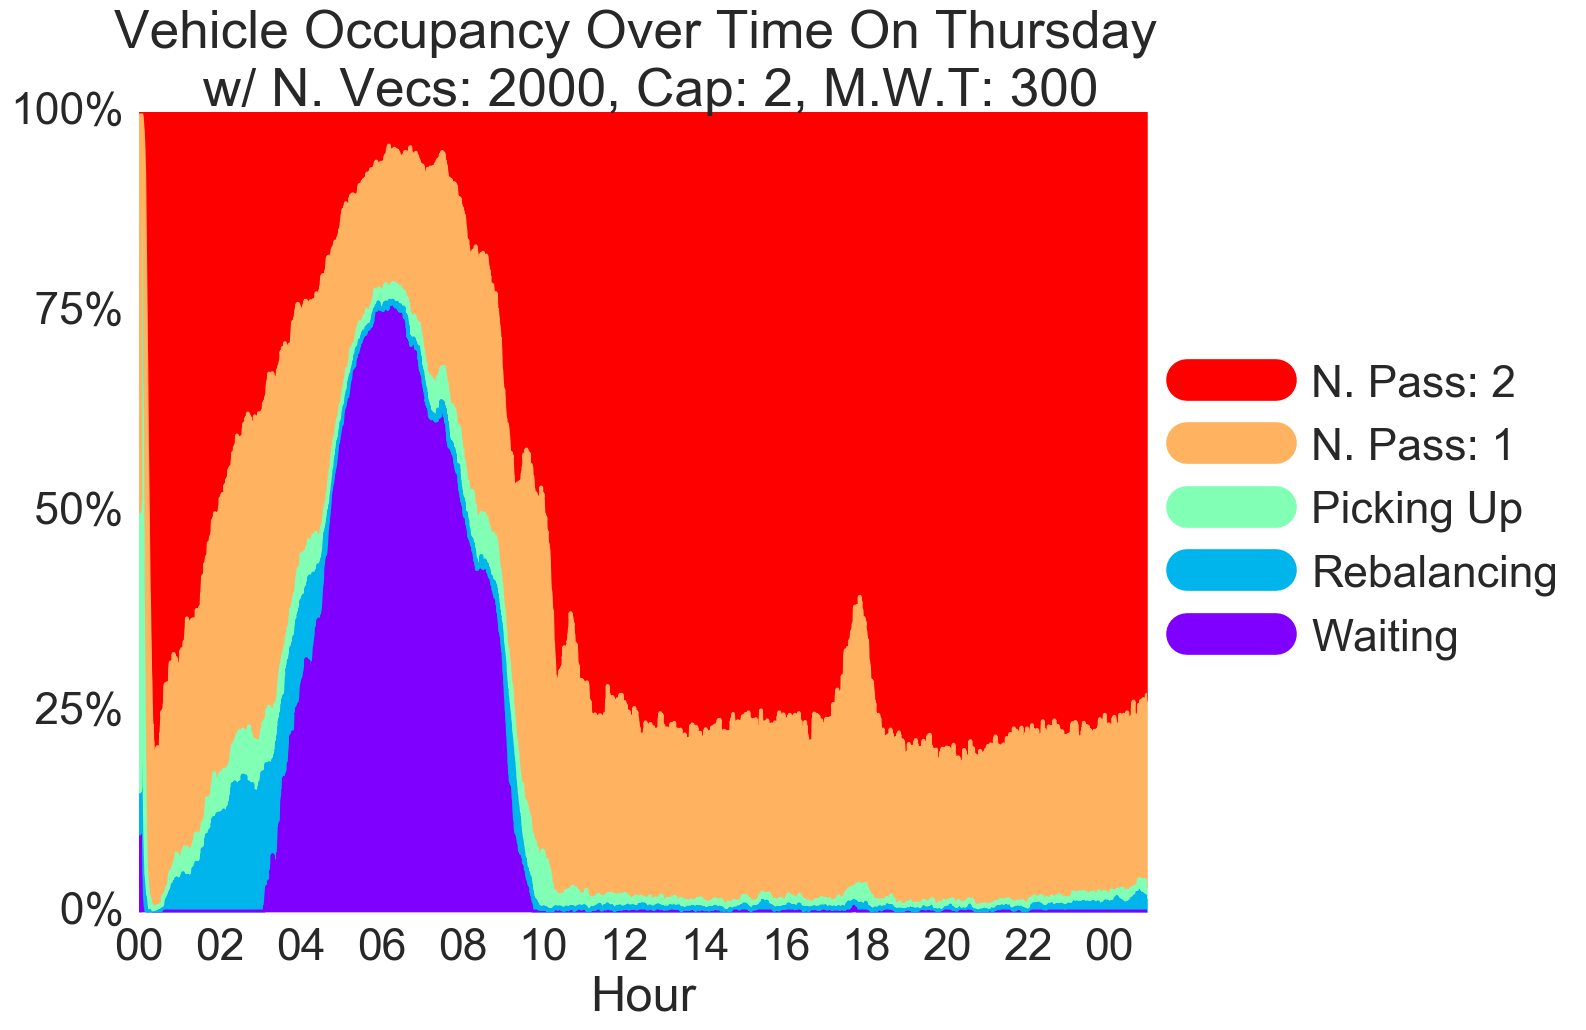 Vehicle Occupancy Over Time On Thursday
w/ N. Vecs: 2000, Cap: 2, M.W.T: 300
100%
75%
50%
25%
0%
00 02 04 06 08 10 12 14 16 18 20 22 00
Hour
N. Pass: 2
N. Pass: 1
Picking Up
Rebalancing
Waiting